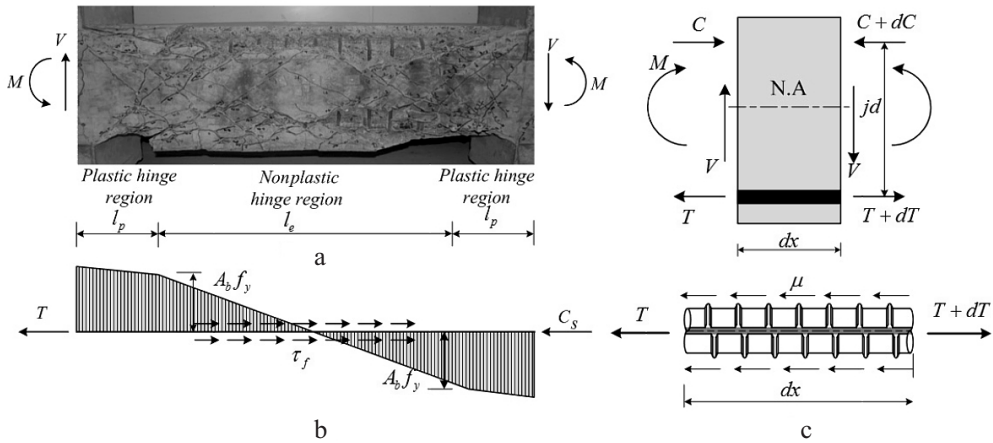 V
M
V
M
Plastic hinge
region
l_p
Nonplastic
hinge region
l_e
Plastic hinge
region
l_p
a
T
A_b f_y
τ_f
A_b f_y
C_S
b
C
C + dC
M
N.A
jd
V
V
T
T + dT
dx
μ
T
T + dT
dx
c